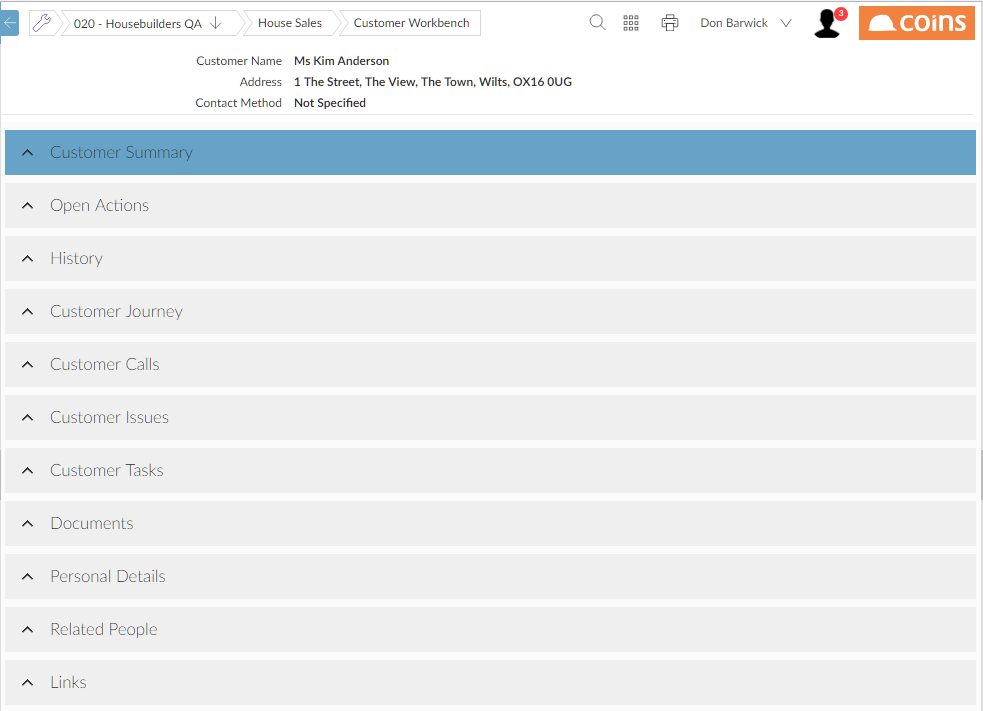 020 - Housebuilders QA House Sales Customer Workbench Don Barwick 3 coins
Customer Name Ms Kim Anderson
Address 1 The Street, The View, The Town, Wilts, OX16 0UG
Contact Method Not Specified
Customer Summary
Open Actions
History
Customer Journey
Customer Calls
Customer Issues
Customer Tasks
Documents
Personal Details
Related People
Links